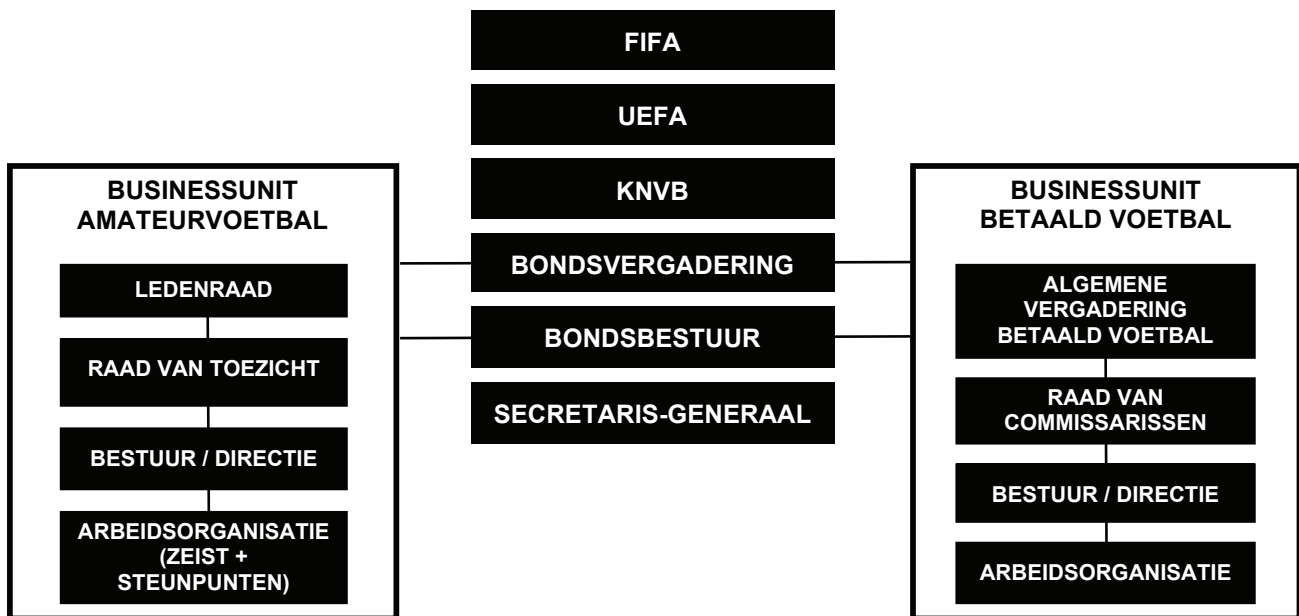 FIFA
UEFA
KNVB
BONDSVERGADERING
BONDSBESTUUR
SECRETARIS-GENERAAL
BUSINESSUNIT
AMATEURVOETBAL
LEDENRAAD
RAAD VAN TOEZICHT
BESTUUR / DIRECTIE
ARBEIDSORGANISATIE
(ZEIST +
STEUNPUNTEN)
BUSINESSUNIT
BETAALD VOETBAL
ALGEMENE
VERGADERING
BETAALD VOETBAL
RAAD VAN
COMMISSARISSEN
BESTUUR / DIRECTIE
ARBEIDSORGANISATIE